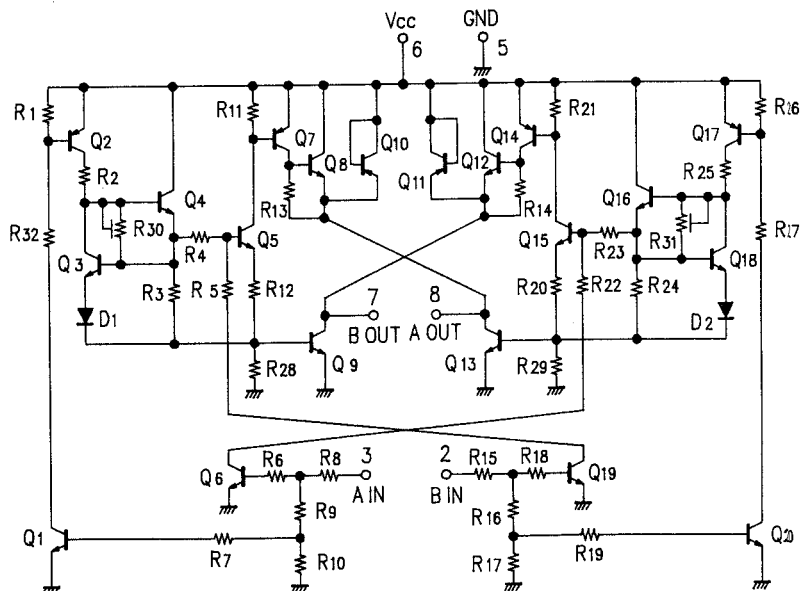 Vcc
6
GND
5
R1
Q2
R2
Q4
R11
Q7
Q8
Q10
Q11
Q12
Q14
R21
Q17
R26
R25
Q16
R32
R30
R13
R14
R31
R27
Q3
R4
Q5
Q15
R23
Q18
D1
R3
R5
R12
R20
R22
R24
D2
7
8
B OUT
A OUT
R28
Q9
Q13
R29
Q6
R6
R8
3
A IN
2
B IN
R15
R18
Q19
R9
R16
Q1
R7
R10
R17
R19
Q20